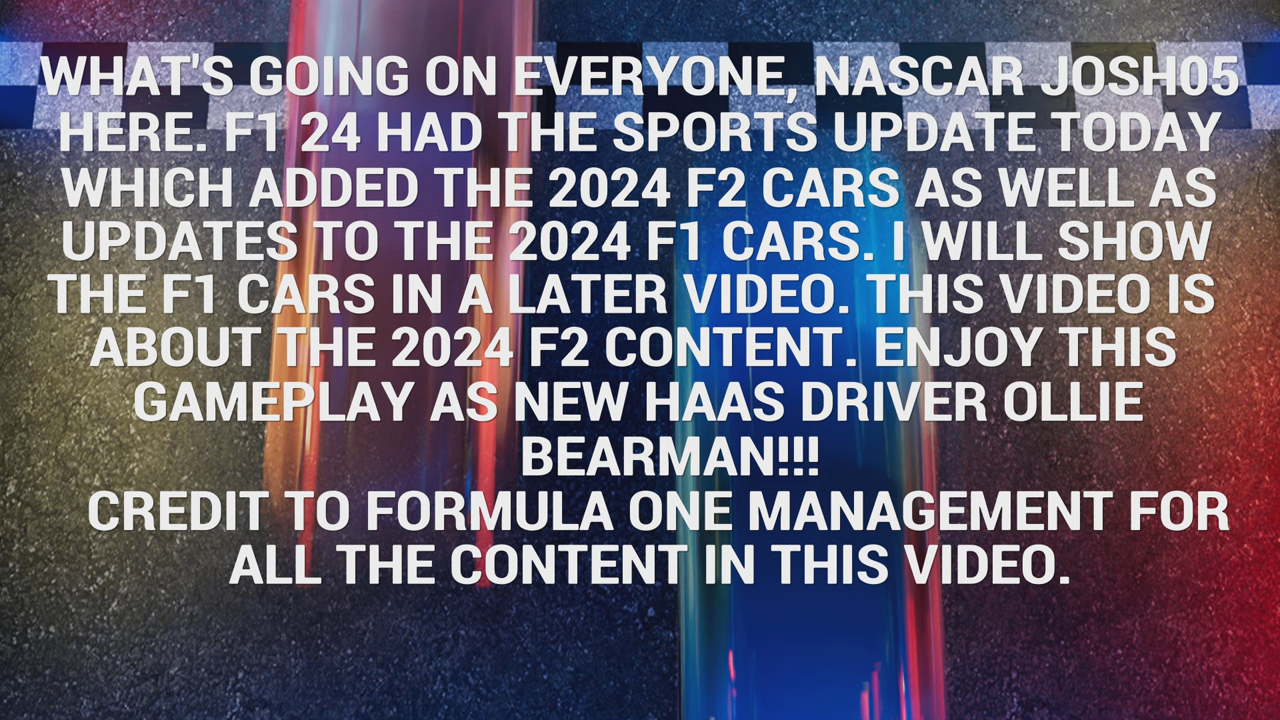 WHAT'S GOING ON EVERYONE, NASCAR JOSH05
HERE. F1 24 HAD THE SPORTS UPDATE TODAY
WHICH ADDED THE 2024 F2 CARS AS WELL AS
UPDATES TO THE 2024 F1 CARS. I WILL SHOW
THE F1 CARS IN A LATER VIDEO. THIS VIDEO IS
ABOUT THE 2024 F2 CONTENT. ENJOY THIS
GAMEPLAY AS NEW HAAS DRIVER OLLIE
BEARMAN!!!
CREDIT TO FORMULA ONE MANAGEMENT FOR
ALL THE CONTENT IN THIS VIDEO.